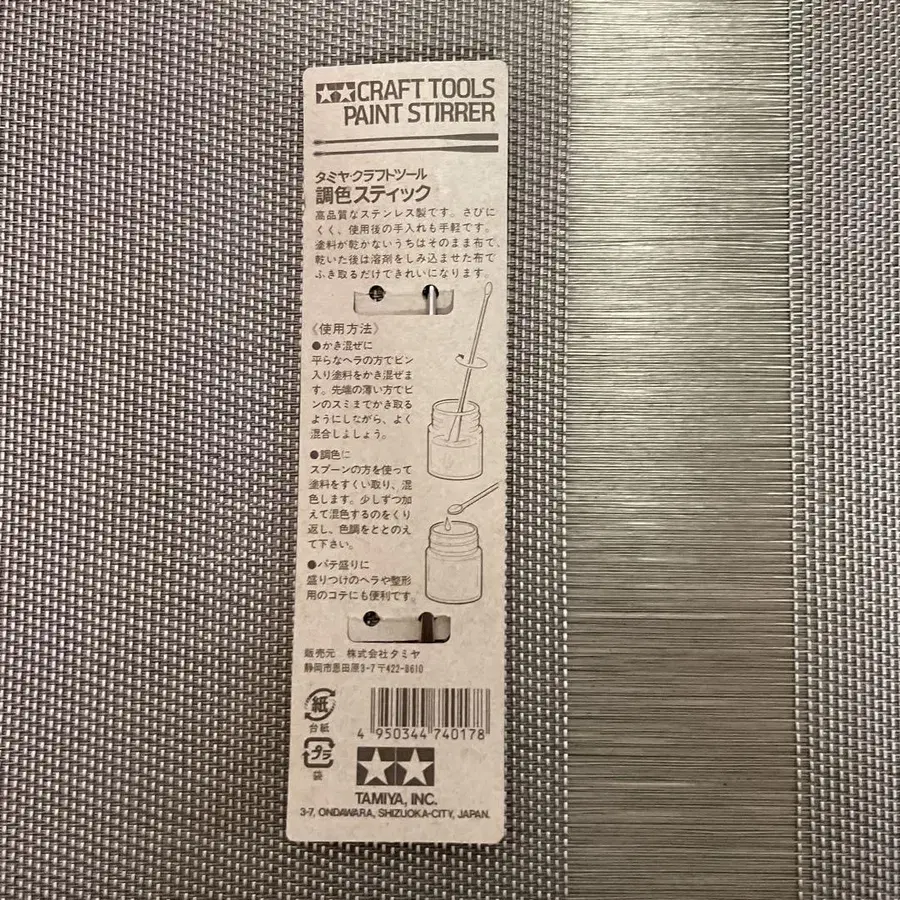 CRAFT TOOLS
PAINT STIRRER
タミヤ・クラフトツール
調色スティック
高品質なステンレス製です。さびに
くく、使用後の手入れも手軽です。
塗料が乾かないうちはそのまま布で、
乾いた後は溶剤をしみ込ませた布で
ふき取るだけできれいになります。
《使用方法》
●かき混ぜに
平らなヘラの方でビン
入り塗料をかき混ぜま
す。先端の薄い方でビ
ンのスミまでかき取る
ようにしながら、よく
混合しましょう。
●調色に
スプーンの方を使って
塗料をすくい取り、混
色します。少しずつ加
えて混色するのをくり
返し、色調をととのえ
て下さい。
●パテ盛りに
盛りつけのヘラや整形
用のコテにも便利です。
販売元 株式会社タミヤ
静岡市恩田原3-7 〒422-8610
紙
台紙
プラ
袋
4 950344 740178
TAMIYA, INC.
3-7, ONDAWARA, SHIZUOKA-CITY, JAPAN.